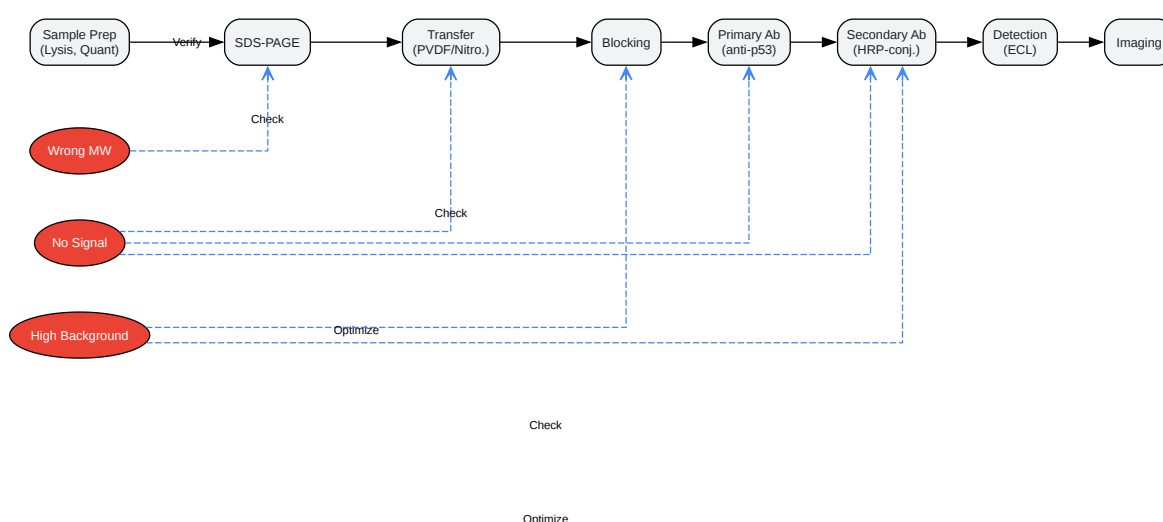 Sample Prep
(Lysis, Quant)
Verify
SDS-PAGE
Transfer
(PVDF/Nitro.)
Blocking
Primary Ab
(anti-p53)
Secondary Ab
(HRP-conj.)
Detection
(ECL)
Imaging
Check
Wrong MW
Check
No Signal
Optimize
High Background
Check
Optimize